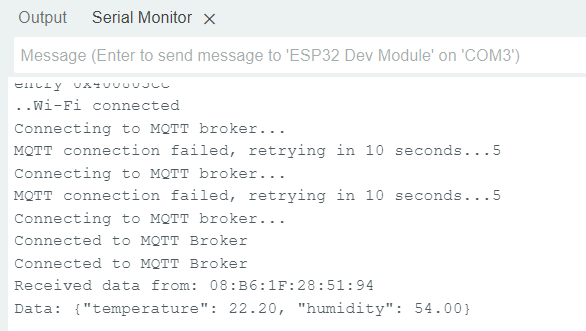 Output Serial Monitor
Message (Enter to send message to 'ESP32 Dev Module' on 'COM3')
entry
..Wi-Fi connected
Connecting to MQTT broker...
MQTT connection failed, retrying in 10 seconds...5
Connecting to MQTT broker...
MQTT connection failed, retrying in 10 seconds...5
Connecting to MQTT broker...
Connected to MQTT Broker
Connected to MQTT Broker
Received data from: 08:B6:1F:28:51:94
Data: {"temperature": 22.20, "humidity": 54.00}